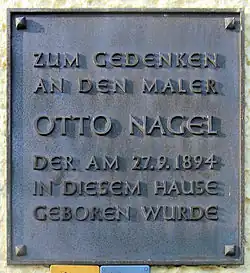 ZUM GEDENKEN
AN DEN MALER
OTTO NAGEL
DER AM 27.9.1894
IN DIESEM HAUSE
GEBOREN WURDE